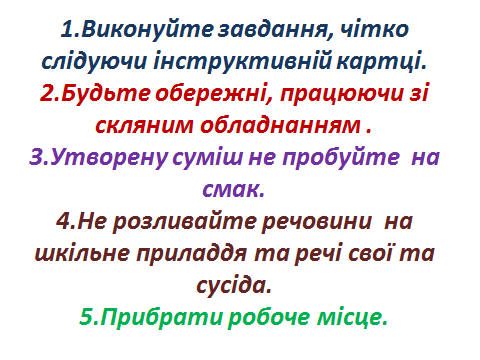 1.Виконуйте завдання, чітко
слідуючи інструктивній картці.
2.Будьте обережні, працюючи зі
скляним обладнанням .
3.Утворену суміш не пробуйте на
смак.
4.Не розливайте речовини на
шкільне приладдя та речі свої та
сусіда.
5.Прибрати робоче місце.